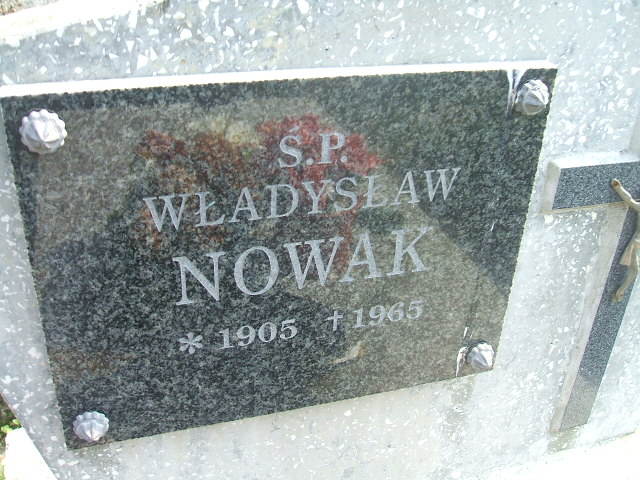 Ś.P.
WŁADYSŁAW
NOWAK
* 1905 † 1965